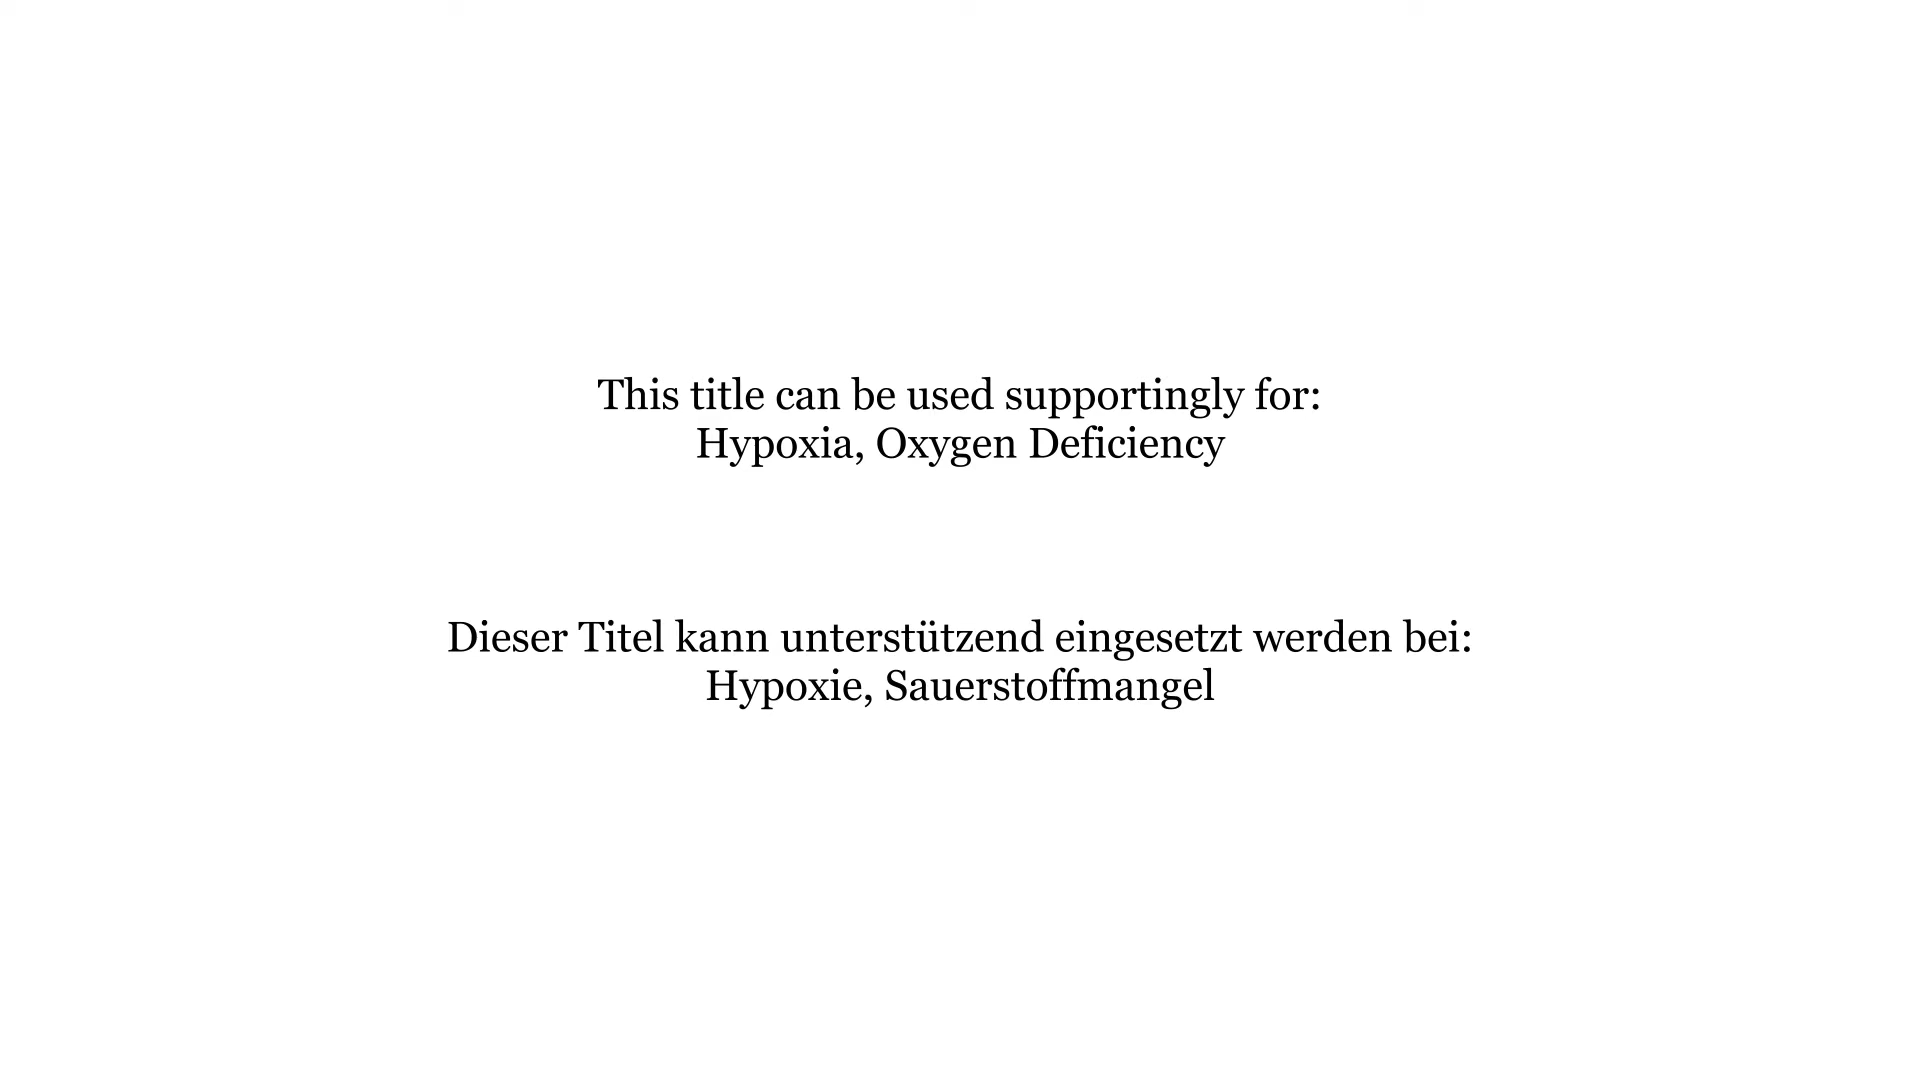 This title can be used supportingly for:
Hypoxia, Oxygen Deficiency
Dieser Titel kann unterstützend eingesetzt werden bei:
Hypoxie, Sauerstoffmangel